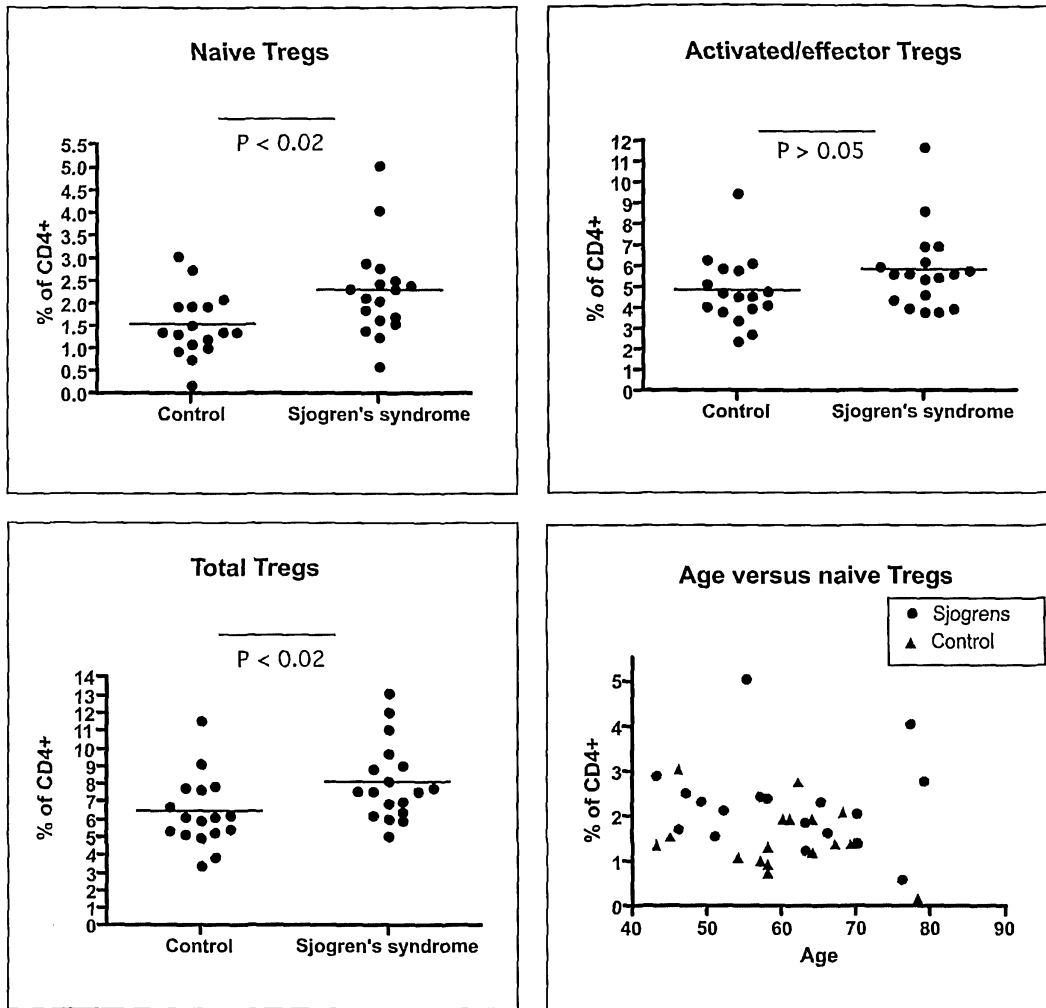 Naive Tregs
P < 0.02
5.5
5.0
4.5
4.0
3.5
3.0
2.5
2.0
1.5
1.0
0.5
0.0
% of CD4+
Control Sjogren's syndrome
Activated/effector Tregs
P > 0.05
12
11
10
9
8
7
6
5
4
3
2
1
0
% of CD4+
Control Sjogren's syndrome
Total Tregs
P < 0.02
14
13
12
11
10
9
8
7
6
5
4
3
2
1
0
% of CD4+
Control Sjogren's syndrome
Age versus naive Tregs
Sjogrens
Control
5
4
3
2
1
0
% of CD4+
40 50 60 70 80 90
Age